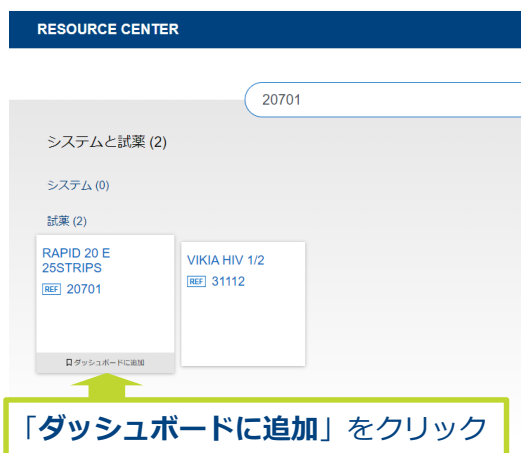 RESOURCE CENTER
20701
システムと試薬 (2)
システム (0)
試薬 (2)
RAPID 20 E
25STRIPS
REF 20701
VIKIA HIV 1/2
REF 31112
ダッシュボードに追加
「ダッシュボードに追加」をクリック